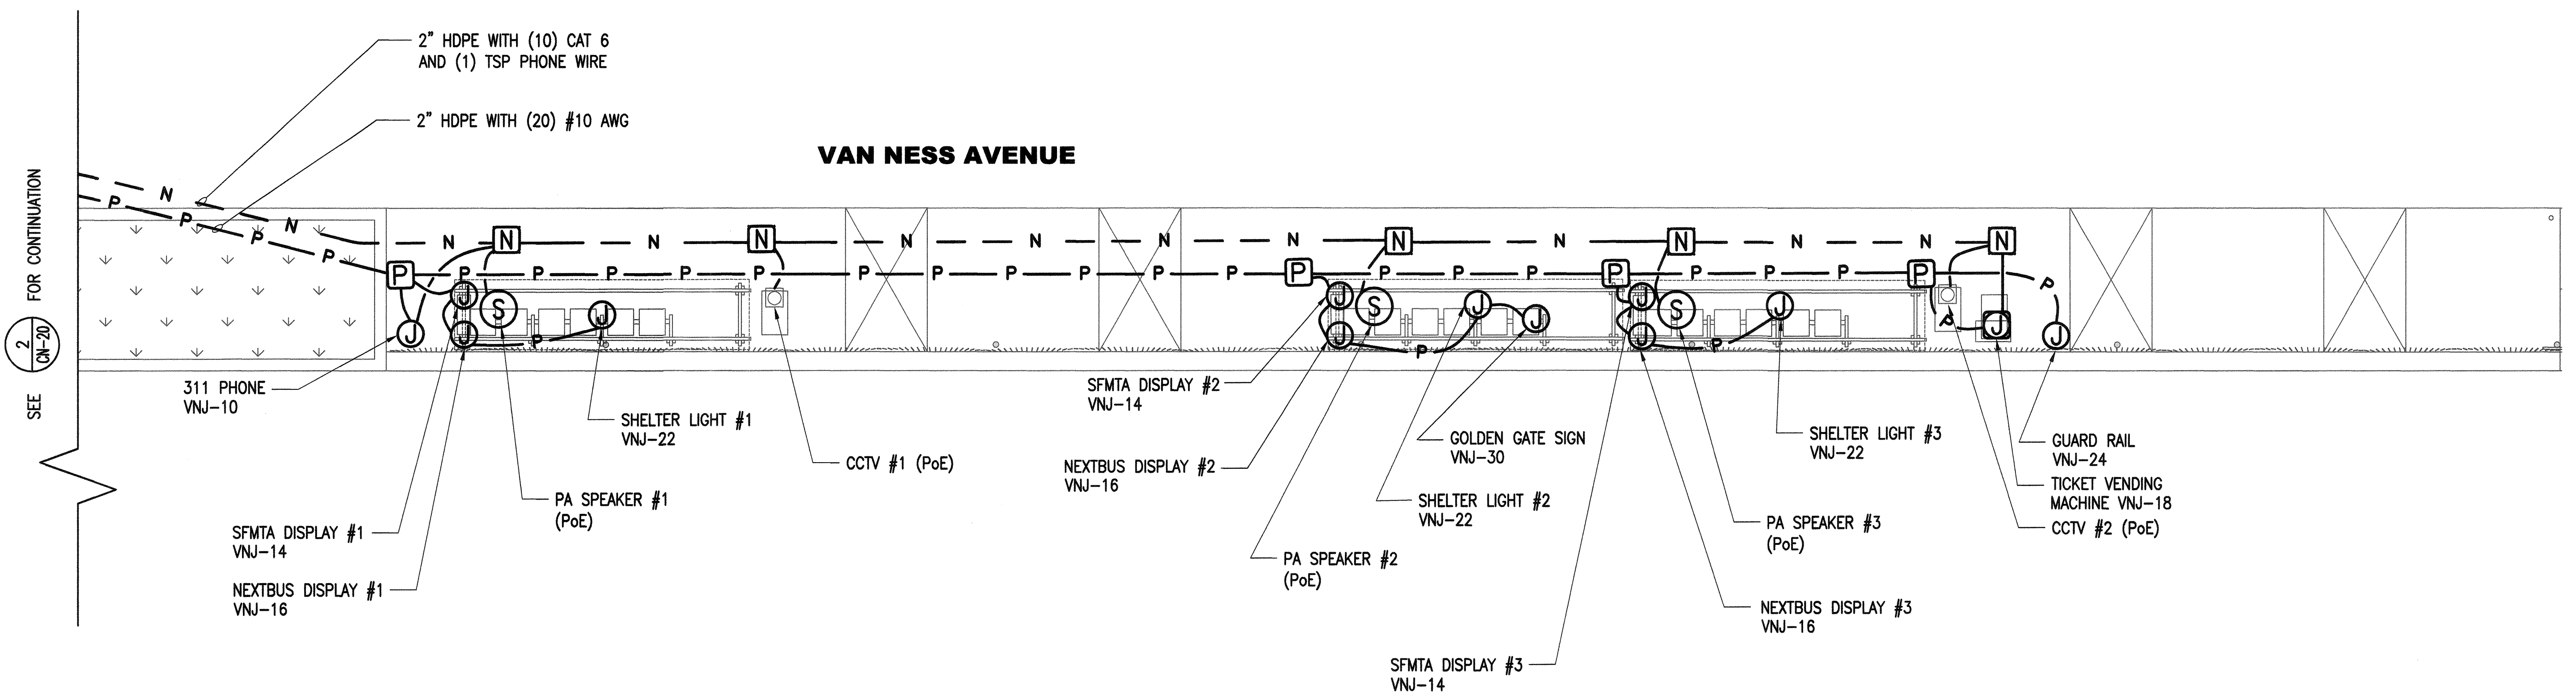 2" HDPE WITH (10) CAT 6
AND (1) TSP PHONE WIRE
2" HDPE WITH (20) #10 AWG
VAN NESS AVENUE
SEE 2 CN-20 FOR CONTINUATION
N
P P N
P N N N N N N N N N N N N N N N N
P
P P P P P P P P P P P P P P P P P P P P P P
J J S J J S J J J S J J
J J P J P J P P J J
311 PHONE
VNJ-10
SFMTA DISPLAY #1
VNJ-14
NEXTBUS DISPLAY #1
VNJ-16
PA SPEAKER #1
(PoE)
SHELTER LIGHT #1
VNJ-22
CCTV #1 (PoE)
SFMTA DISPLAY #2
VNJ-14
NEXTBUS DISPLAY #2
VNJ-16
PA SPEAKER #2
(PoE)
GOLDEN GATE SIGN
VNJ-30
SHELTER LIGHT #2
VNJ-22
SFMTA DISPLAY #3
VNJ-14
NEXTBUS DISPLAY #3
VNJ-16
PA SPEAKER #3
(PoE)
SHELTER LIGHT #3
VNJ-22
GUARD RAIL
VNJ-24
TICKET VENDING
MACHINE VNJ-18
CCTV #2 (PoE)